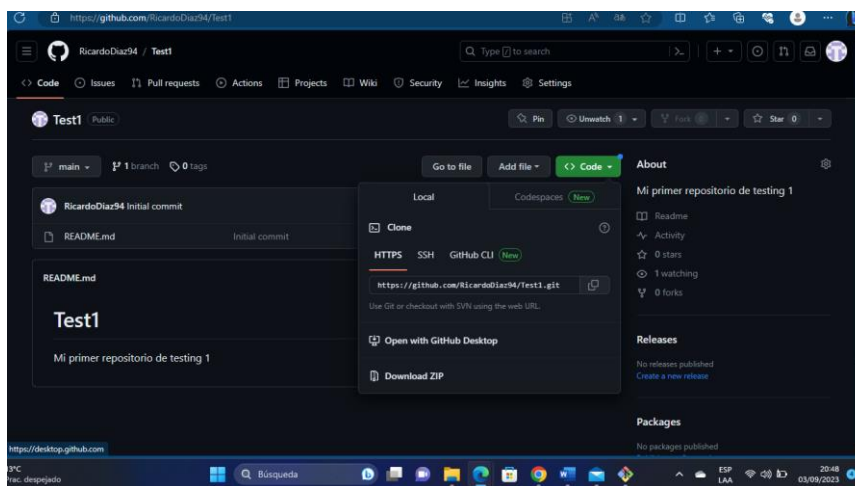 https://github.com/RicardoDiaz94/Test1
RicardoDiaz94 / Test1
Type / to search
<> Code Issues Pull requests Actions Projects Wiki Security Insights Settings
Test1 Public
Pin Unwatch 1 Fork 0 Star 0
main 1 branch 0 tags
Go to file Add file <> Code
About
Mi primer repositorio de testing 1
Readme
Activity
0 stars
1 watching
0 forks
RicardoDiaz94 Initial commit
README.md Initial commit
Local Codespaces New
Clone
HTTPS SSH GitHub CLI New
https://github.com/RicardoDiaz94/Test1.git
Use Git or checkout with SVN using the web URL.
Open with GitHub Desktop
Download ZIP
README.md
Test1
Mi primer repositorio de testing 1
Releases
No releases published
Create a new release
Packages
No packages published
https://desktop.github.com
3°C
Prac. despejado
Búsqueda
ESP
LAA
20:48
03/09/2023